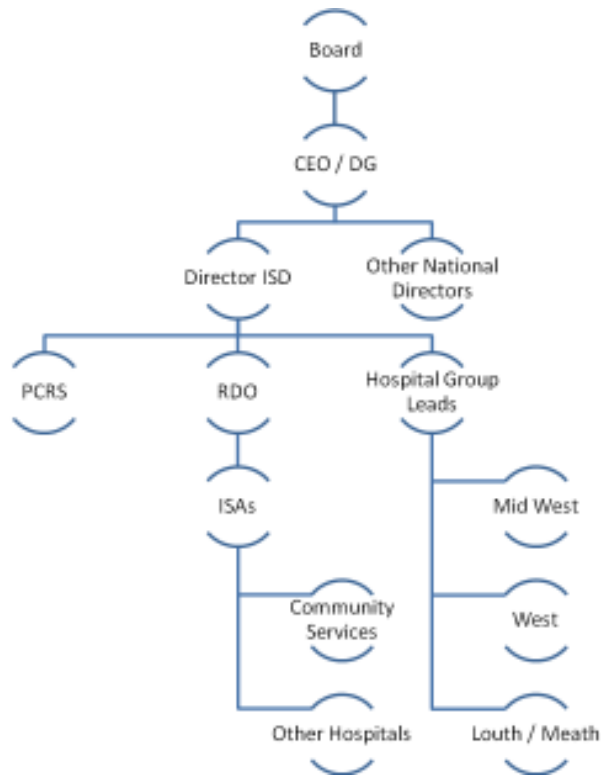 Board
CEO / DG
Director ISD
Other National
Directors
PCRS
RDO
Hospital Group
Leads
ISAs
Mid West
Community
Services
West
Other Hospitals
Louth / Meath